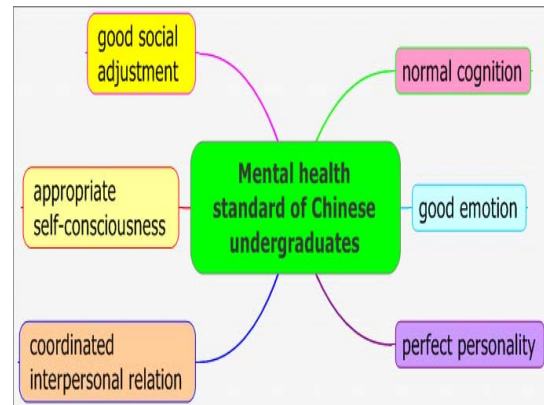 good social
adjustment
normal cognition
Mental health
standard of Chinese
undergraduates
appropriate
self-consciousness
good emotion
coordinated
interpersonal relation
perfect personality